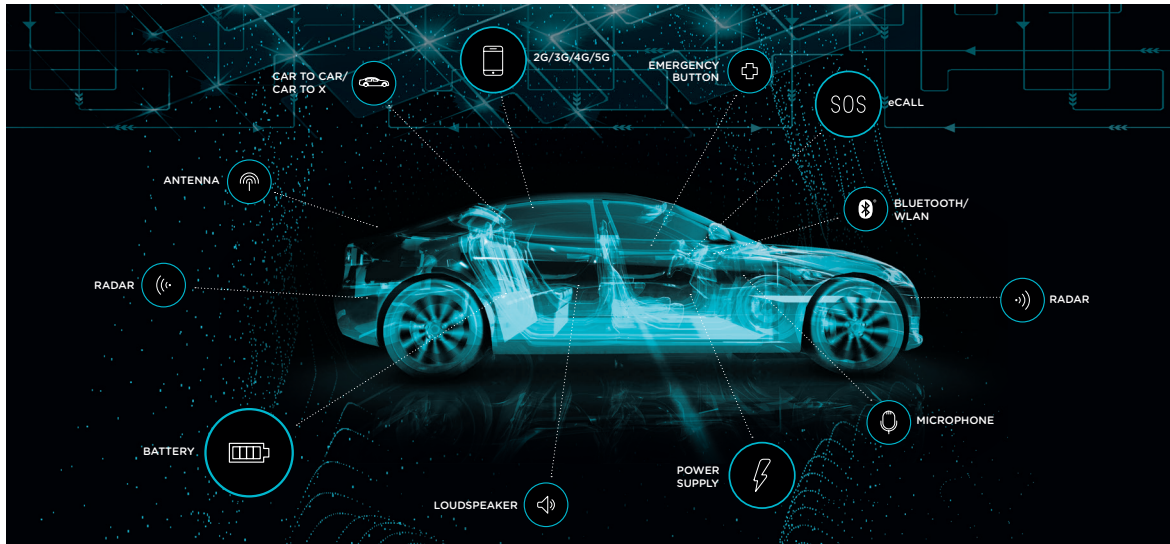 2G/3G/4G/5G
EMERGENCY
BUTTON
CAR TO CAR/
CAR TO X
SOS
eCALL
ANTENNA
BLUETOOTH/
WLAN
RADAR
RADAR
MICROPHONE
BATTERY
POWER
SUPPLY
LOUDSPEAKER